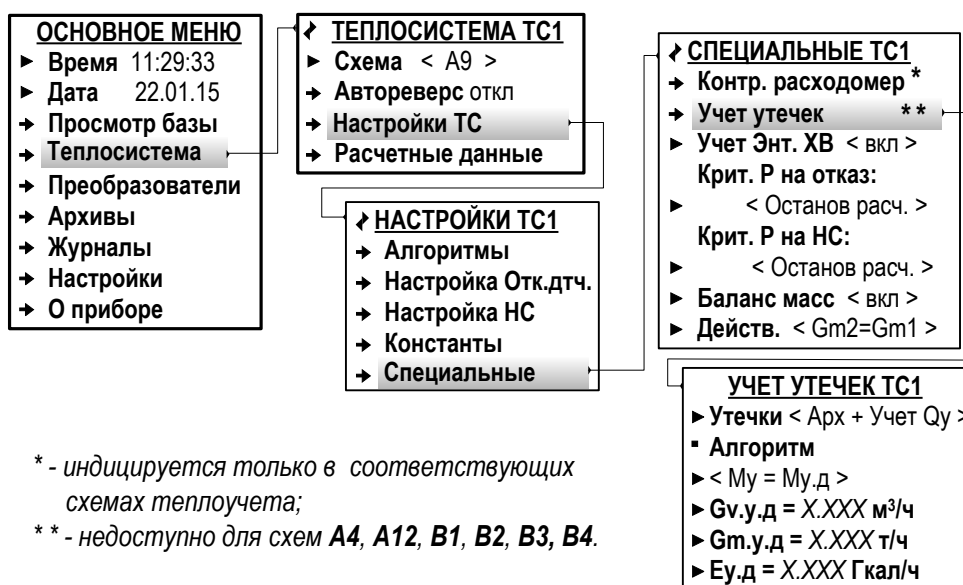 ОСНОВНОЕ МЕНЮ
Время 11:29:33
Дата 22.01.15
Просмотр базы
Теплосистема
Преобразователи
Архивы
Журналы
Настройки
О приборе
ТЕПЛОСИСТЕМА ТС1
Схема < А9 >
Автореверс откл
Настройки ТС
Расчетные данные
НАСТРОЙКИ ТС1
Алгоритмы
Настройка Отк.дтч.
Настройка НС
Константы
Специальные
СПЕЦИАЛЬНЫЕ ТС1
Контр. расходомер *
Учет утечек **
Учет Энт. ХВ < вкл >
Крит. Р на отказ:
< Останов расч. >
Крит. Р на НС:
< Останов расч. >
Баланс масс < вкл >
Действ. < Gm2=Gm1 >
УЧЕТ УТЕЧЕК ТС1
Утечки < Арх + Учет Qу >
Алгоритм
< Му = Му.д >
Gv.у.д = X.XXX м³/ч
Gm.у.д = X.XXX т/ч
Еу.д = X.XXX Гкал/ч
* - индицируется только в соответствующих
схемах теплоучета;
* * - недоступно для схем А4, А12, В1, В2, В3, В4.